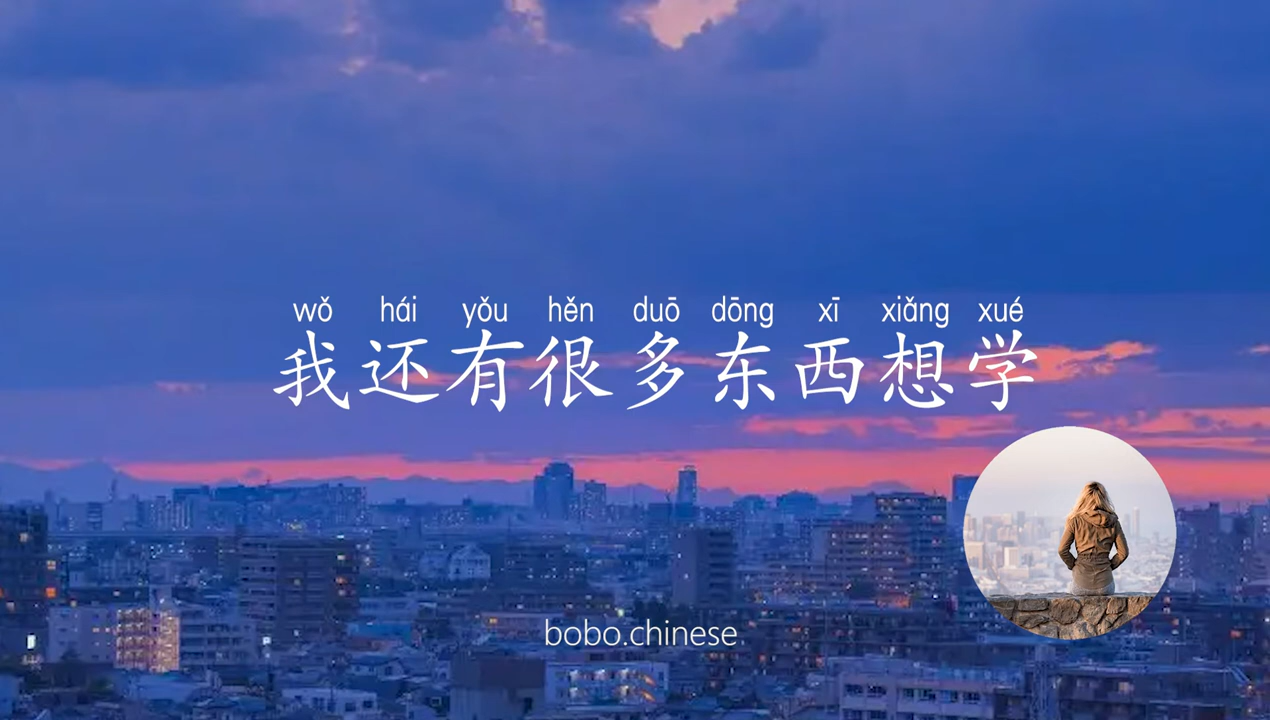 wǒ hái yǒu hěn duō dōng xī xiǎng xué
我还有很多东西想学
bobo.chinese